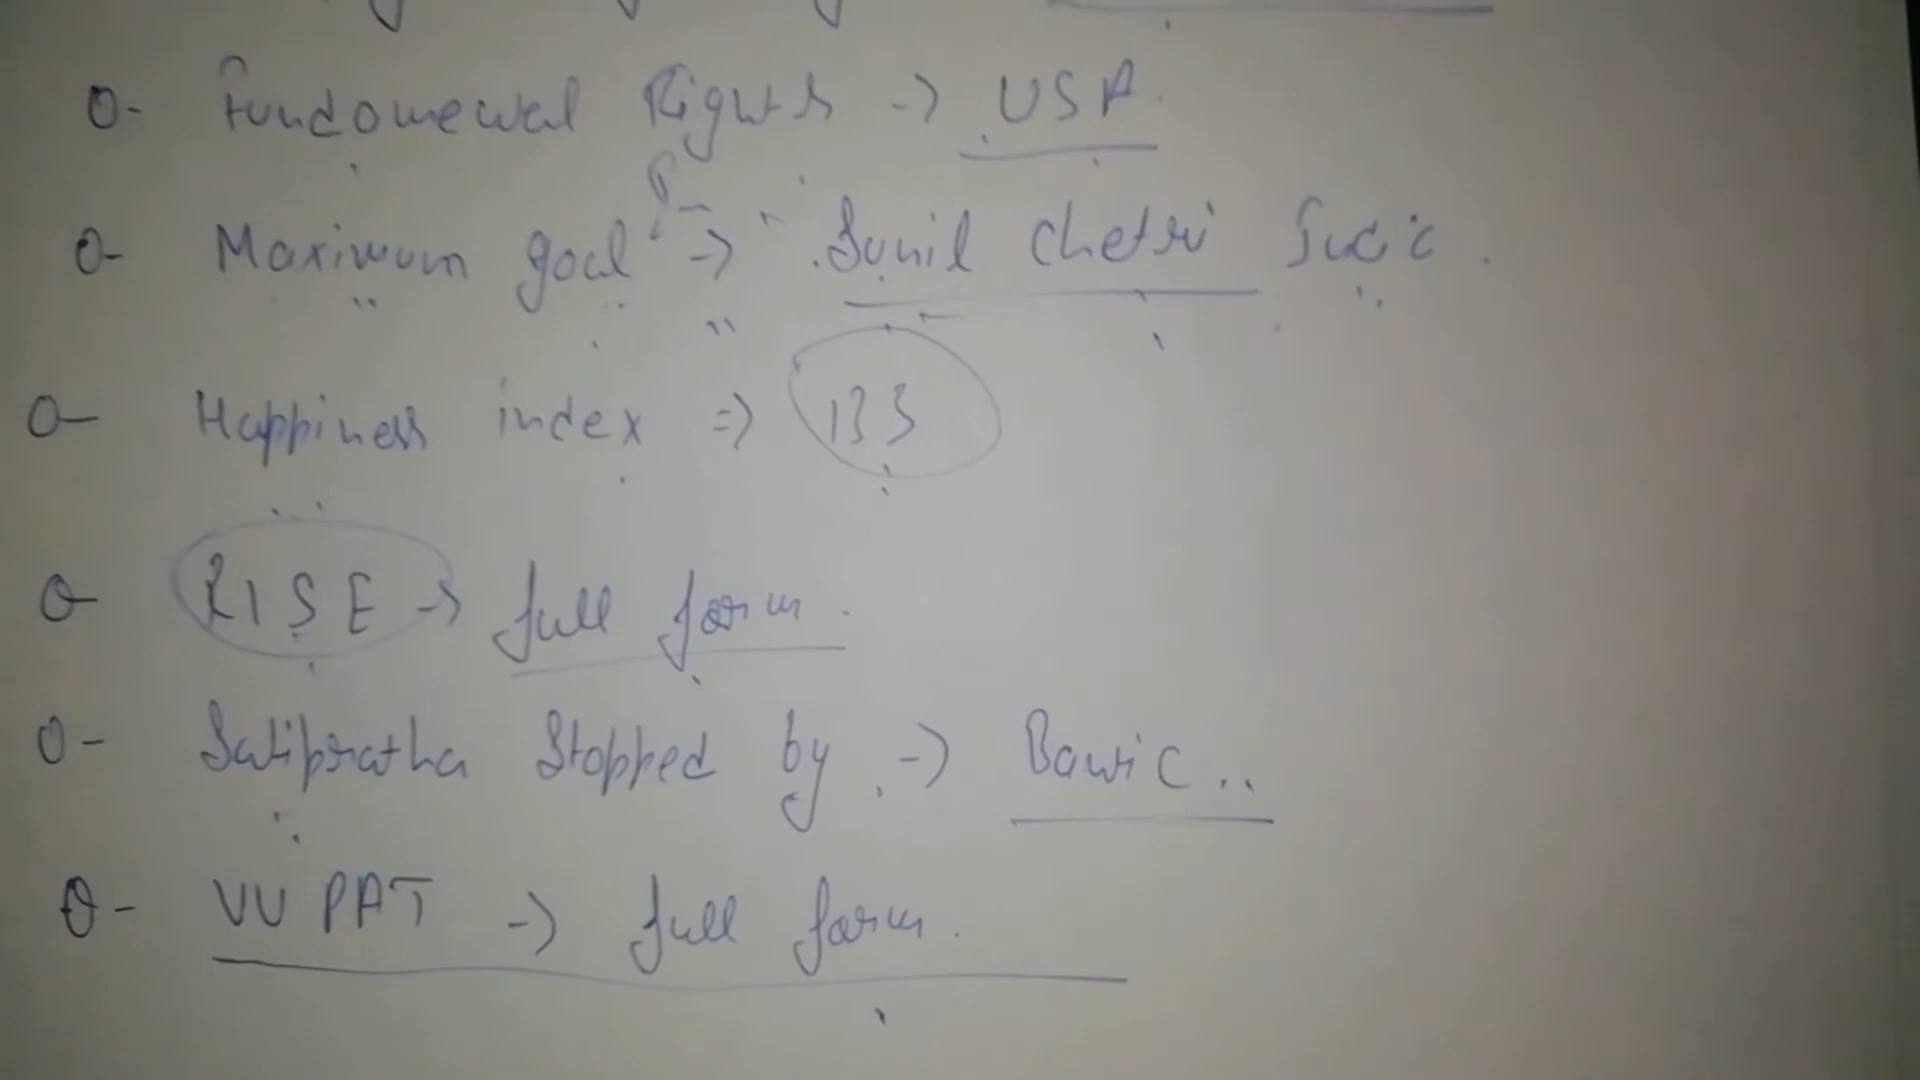 O- Fundamental Rights -> USA.
O- Maximum goal -> Sunil Chetri
O- Happiness index => 133
O- RISE -> full form.
O- Satipratha Stopped by ->
O- VVPAT -> full form.